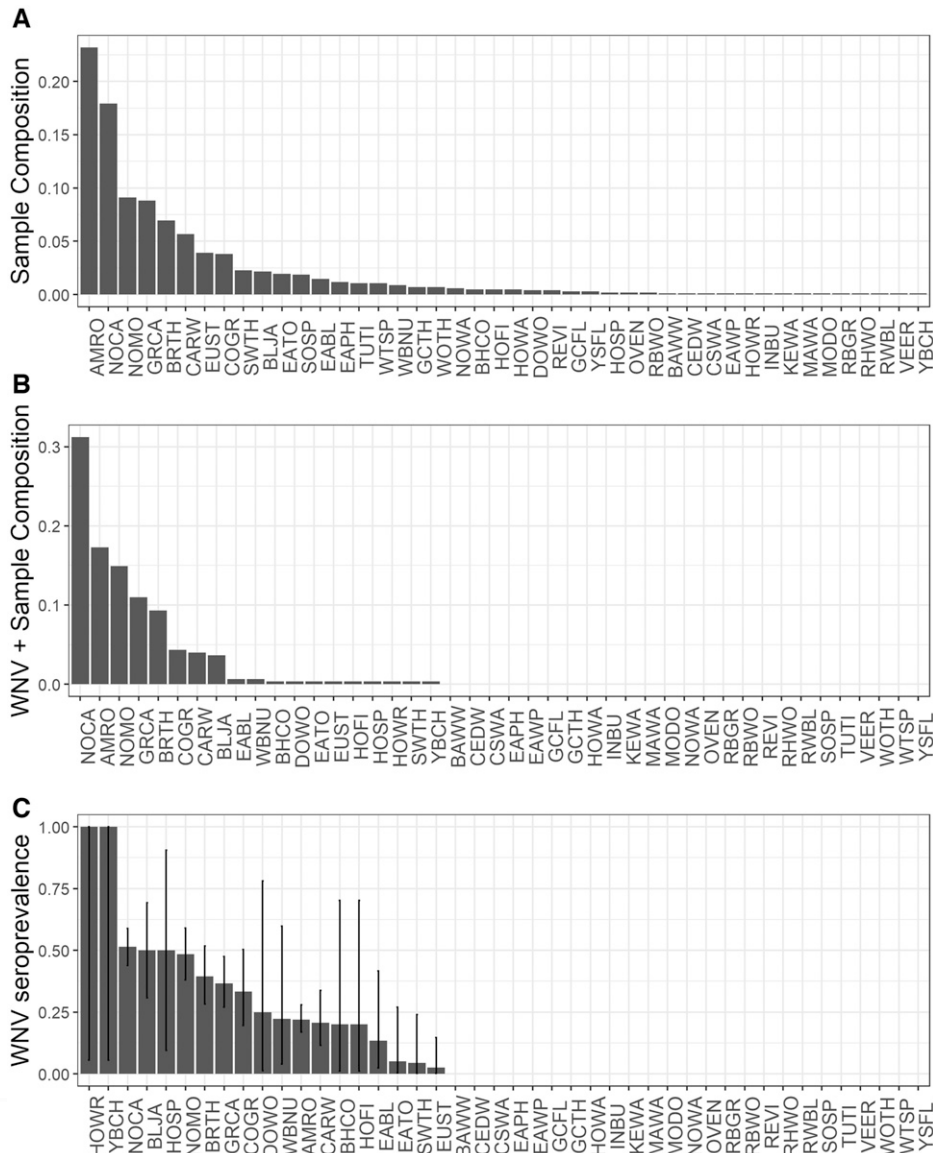 A
Sample Composition
0.20
0.15
0.10
0.05
0.00
AMRO
NOCA
NOMO
GRCA
BRTH
CARW
EUST
COGR
SWTH
BLJA
EATO
SOSP
EABL
EAPH
TUTI
WTSP
WBNU
GCTH
WOTH
NOWA
BHCO
HOFI
HOWA
DOWO
REVI
GCFL
YSFL
HOSP
OVEN
RBWO
BAWW
CEDW
CSWA
EAWP
HOWR
INBU
KEWA
MAWA
MODO
RBGR
RHWO
RWBL
VEER
YBCH
B
WNV + Sample Composition
0.3
0.2
0.1
0.0
NOCA
AMRO
NOMO
GRCA
BRTH
COGR
CARW
BLJA
EABL
WBNU
BHCO
DOWO
EATO
EUST
HOFI
HOSP
HOWR
SWTH
YBCH
BAWW
CEDW
CSWA
EAPH
EAWP
GCFL
GCTH
HOWA
INBU
KEWA
MAWA
MODO
NOWA
OVEN
RBGR
RBWO
REVI
RHWO
RWBL
SOSP
TUTI
VEER
WOTH
WTSP
YSFL
C
WNV seroprevalence
1.00
0.75
0.50
0.25
0.00
HOWR
YBCH
NOCA
BLJA
HOSP
NOMO
BRTH
GRCA
COGR
DOWO
WBNU
AMRO
CARW
BHCO
HOFI
EABL
EATO
SWTH
EUST
BAWW
CEDW
CSWA
EAPH
EAWP
GCFL
GCTH
HOWA
INBU
KEWA
MAWA
MODO
NOWA
OVEN
RBGR
RBWO
REVI
RHWO
RWBL
SOSP
TUTI
VEER
WOTH
WTSP
YSFL